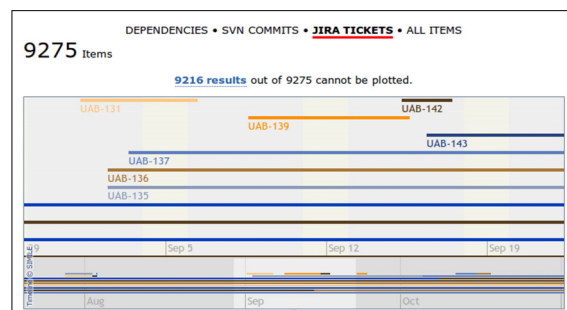 DEPENDENCIES • SVN COMMITS • JIRA TICKETS • ALL ITEMS
9275 Items
9216 results out of 9275 cannot be plotted.
UAB-131
UAB-142
UAB-139
UAB-143
UAB-137
UAB-136
UAB-135
Sep 5
Sep 12
Sep 19
Timeline © SIMILE
Aug
Sep
Oct